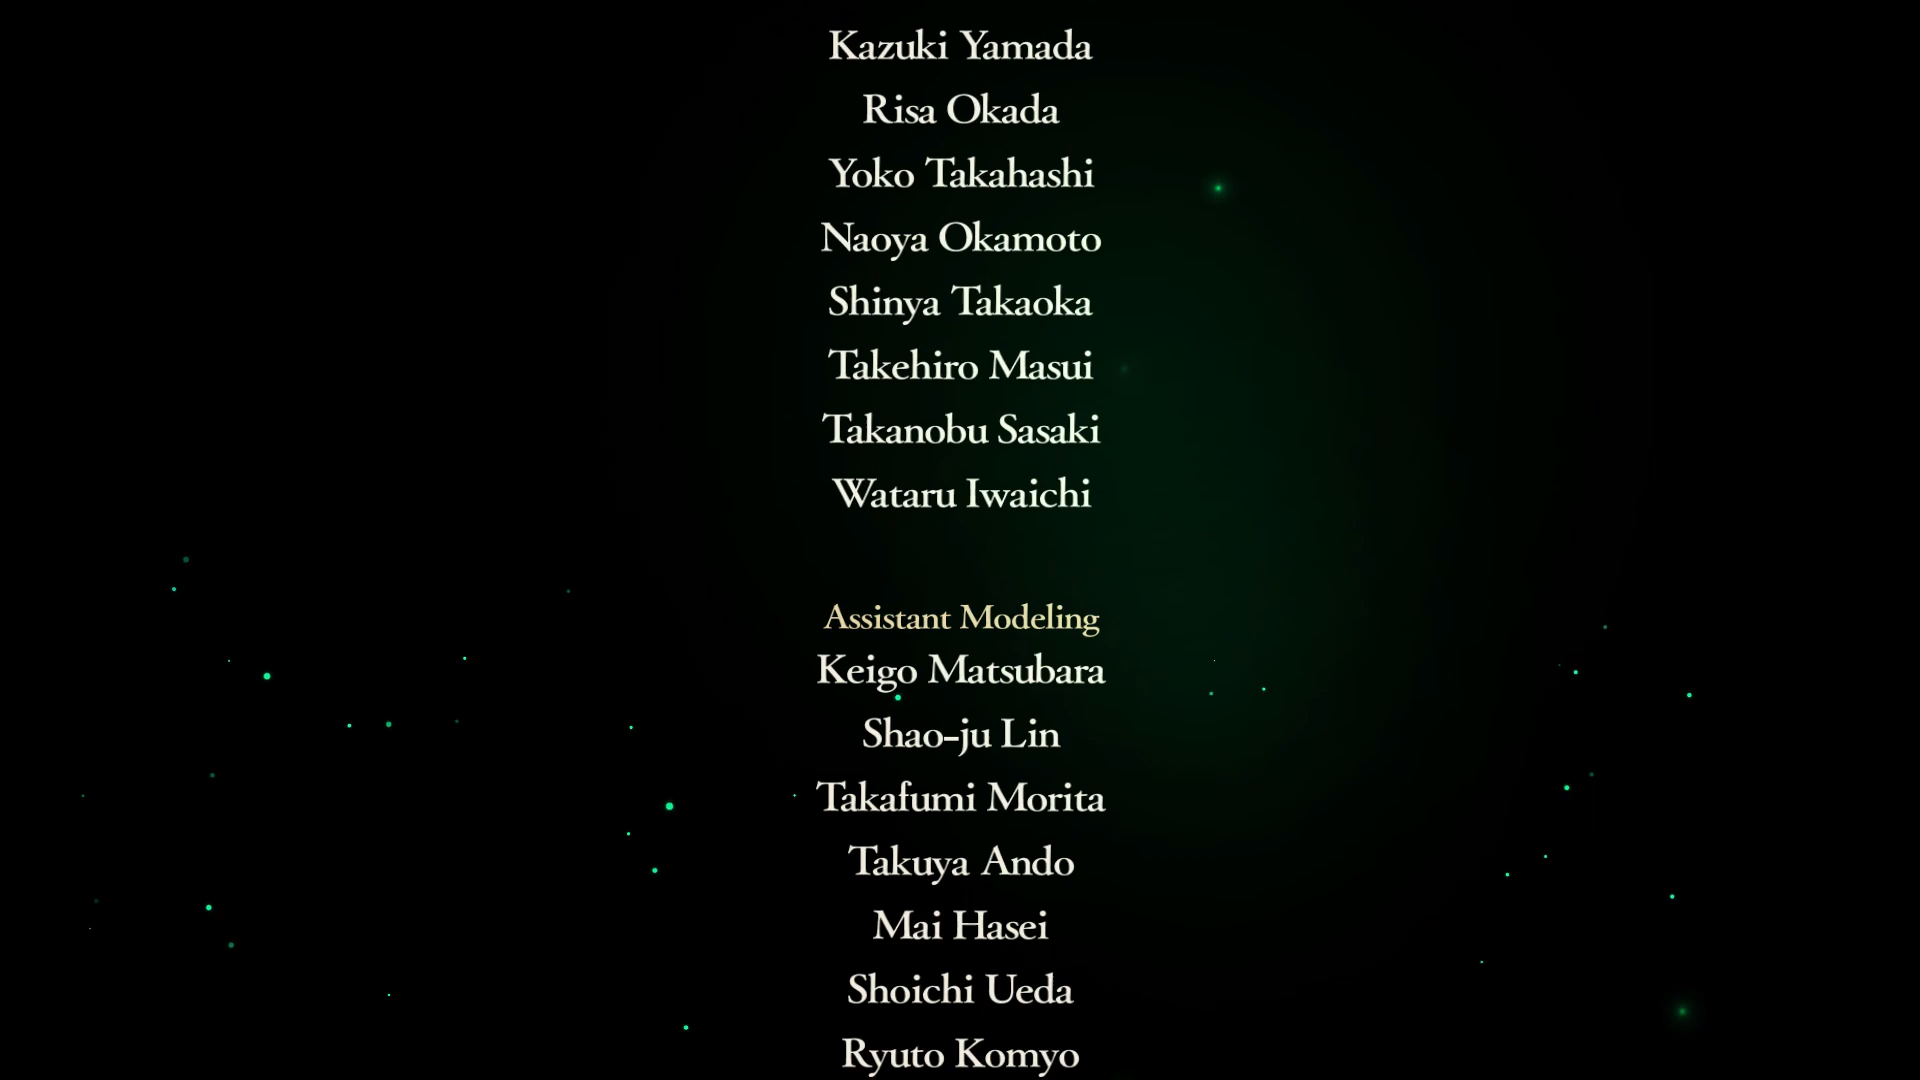 Kazuki Yamada
Risa Okada
Yoko Takahashi
Naoya Okamoto
Shinya Takaoka
Takehiro Masui
Takanobu Sasaki
Wataru Iwaichi
Assistant Modeling
Keigo Matsubara
Shao-ju Lin
Takafumi Morita
Takuya Ando
Mai Hasei
Shoichi Ueda
Ryuto Komyo